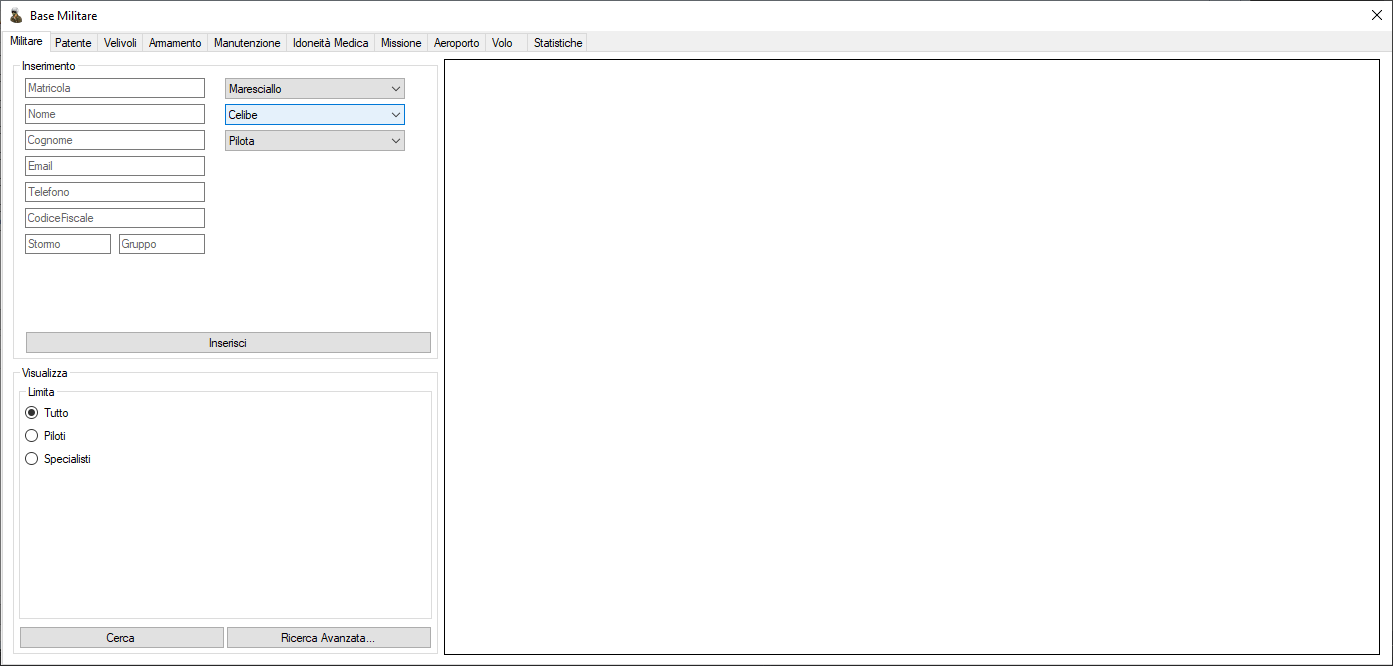 Base Militare
Militare Patente Velivoli Armamento Manutenzione Idoneità Medica Missione Aeroporto Volo Statistiche
Inserimento
Matricola Maresciallo
Nome Celibe
Cognome Pilota
Email
Telefono
CodiceFiscale
Stormo Gruppo
Inserisci
Visualizza
Limita
Tutto
Piloti
Specialisti
Cerca Ricerca Avanzata...